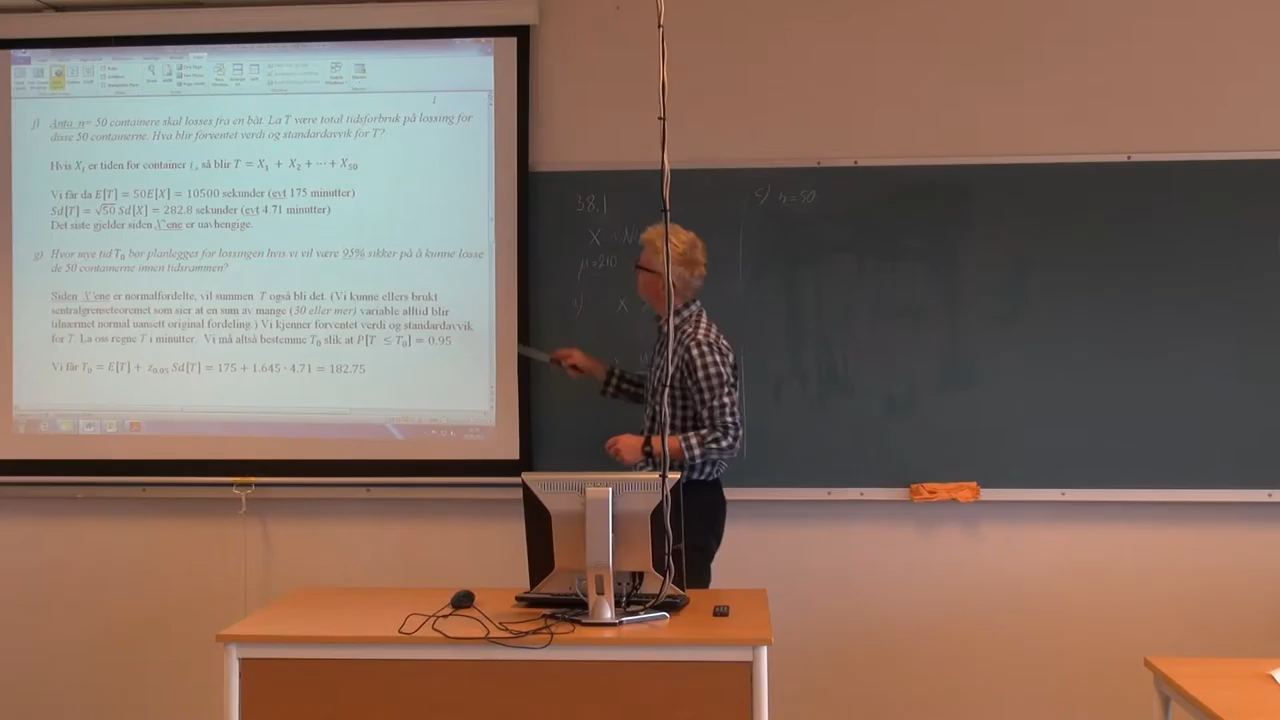 f) Anta n= 50 containere skal losses fra en båt. La T være total tidsforbruk på lossing for
disse 50 containerne. Hva blir forventet verdi og standardavvik for T?
Hvis Xᵢ er tiden for container i, så blir T = X₁ + X₂ + ⋯ + X₅₀
Vi får da E[T] = 50E[X] = 10500 sekunder (evt 175 minutter)
Sd[T] = √50 Sd[X] = 282.8 sekunder (evt 4.71 minutter)
Det siste gjelder siden X'ene er uavhengige.
g) Hvor mye tid T₀ bør planlegges for lossingen hvis vi vil være 95% sikker på å kunne losse
de 50 containerne innen tidsrammen?
Siden X'ene er normalfordelte, vil summen T også bli det. (Vi kunne ellers brukt
sentralgrenseteoremet som sier at en sum av mange (30 eller mer) variable alltid blir
tilnærmet normal uansett original fordeling.) Vi kjenner forventet verdi og standardavvik
for T. La oss regne T i minutter. Vi må altså bestemme T₀ slik at P[T ≤ T₀] = 0.95
Vi får T₀ = E[T] + z₀.₀₅ Sd[T] = 175 + 1.645 · 4.71 = 182.75
38.1
X ~ N(
μ=210
X
n=50